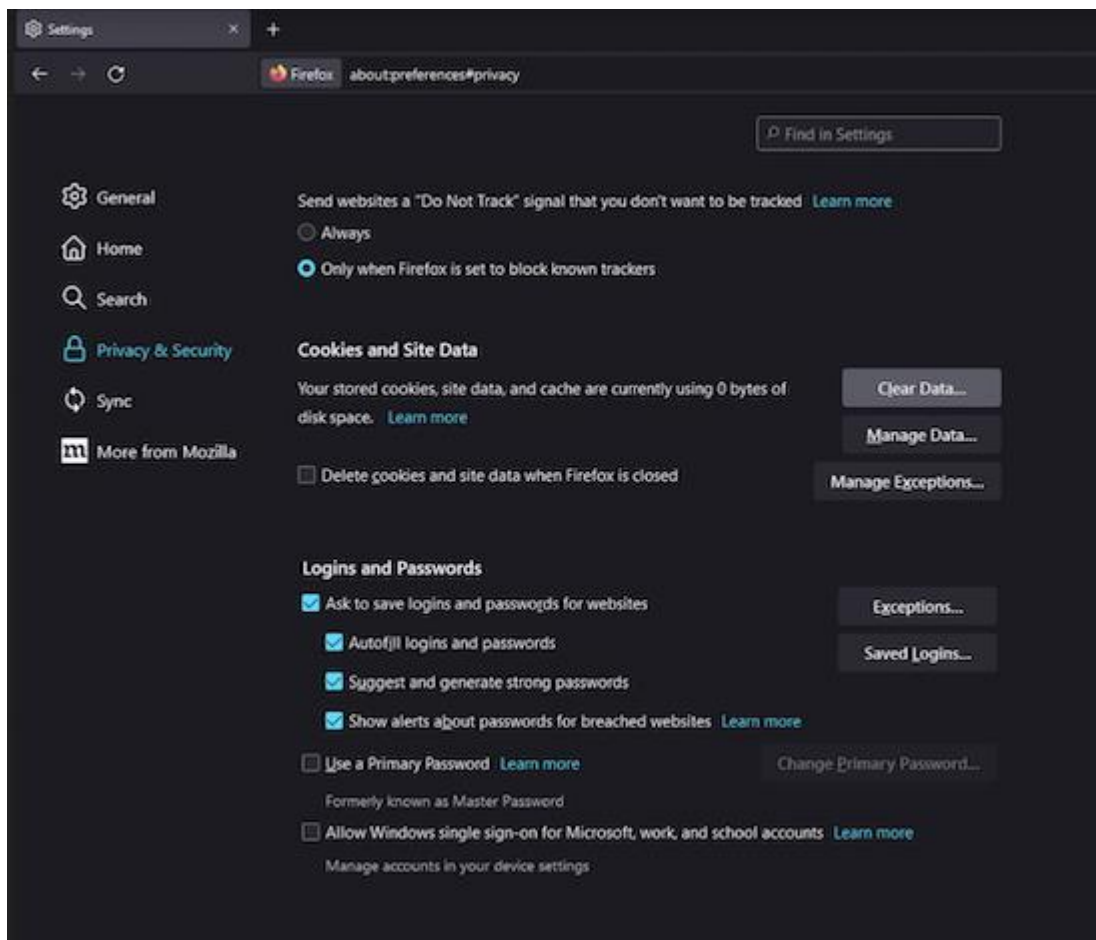 Settings
Firefox about:preferences#privacy
Find in Settings
General
Home
Search
Privacy & Security
Sync
m More from Mozilla
Send websites a "Do Not Track" signal that you don't want to be tracked Learn more
Always
Only when Firefox is set to block known trackers
Cookies and Site Data
Your stored cookies, site data, and cache are currently using 0 bytes of
disk space. Learn more
Clear Data...
Manage Data...
Delete cookies and site data when Firefox is closed
Manage Exceptions...
Logins and Passwords
Ask to save logins and passwords for websites
Exceptions...
Autofill logins and passwords
Saved Logins...
Suggest and generate strong passwords
Show alerts about passwords for breached websites Learn more
Use a Primary Password Learn more
Change Primary Password...
Formerly known as Master Password
Allow Windows single sign-on for Microsoft, work, and school accounts Learn more
Manage accounts in your device settings